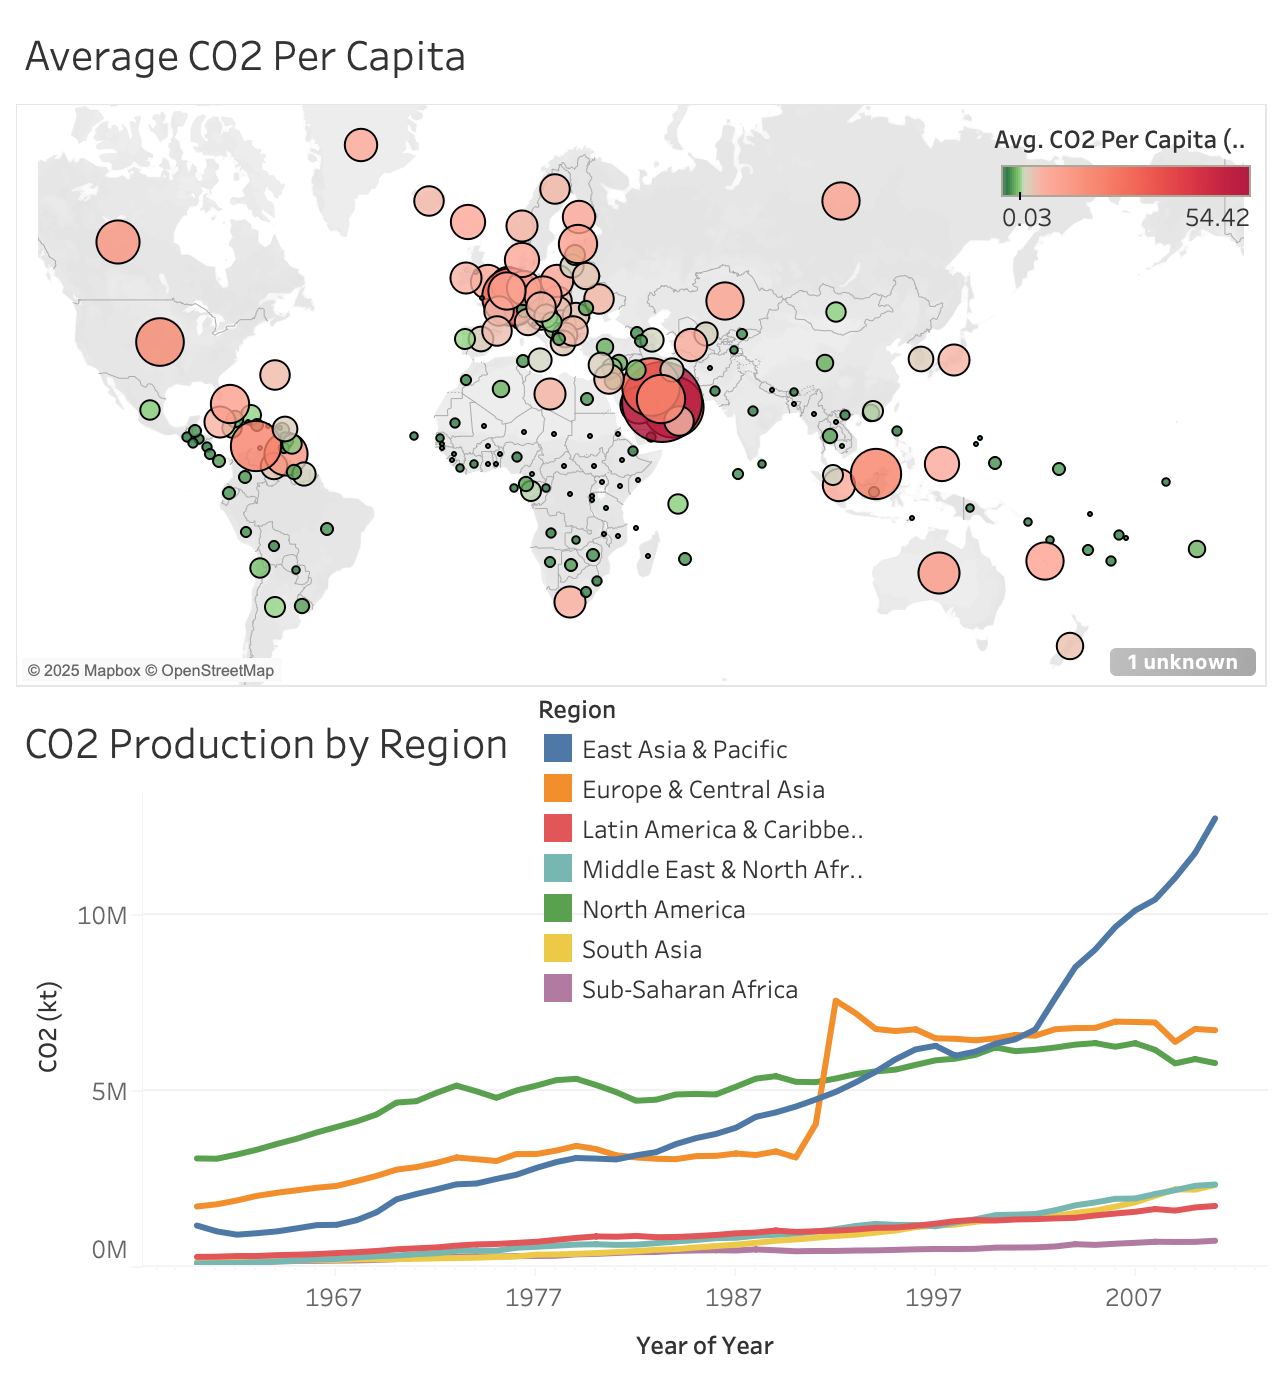 Average CO2 Per Capita
Avg. CO2 Per Capita (..
0.03 54.42
© 2025 Mapbox © OpenStreetMap
1 unknown
CO2 Production by Region
Region
East Asia & Pacific
Europe & Central Asia
Latin America & Caribbe..
Middle East & North Afr..
North America
South Asia
Sub-Saharan Africa
CO2 (kt)
10M
5M
0M
1967 1977 1987 1997 2007
Year of Year